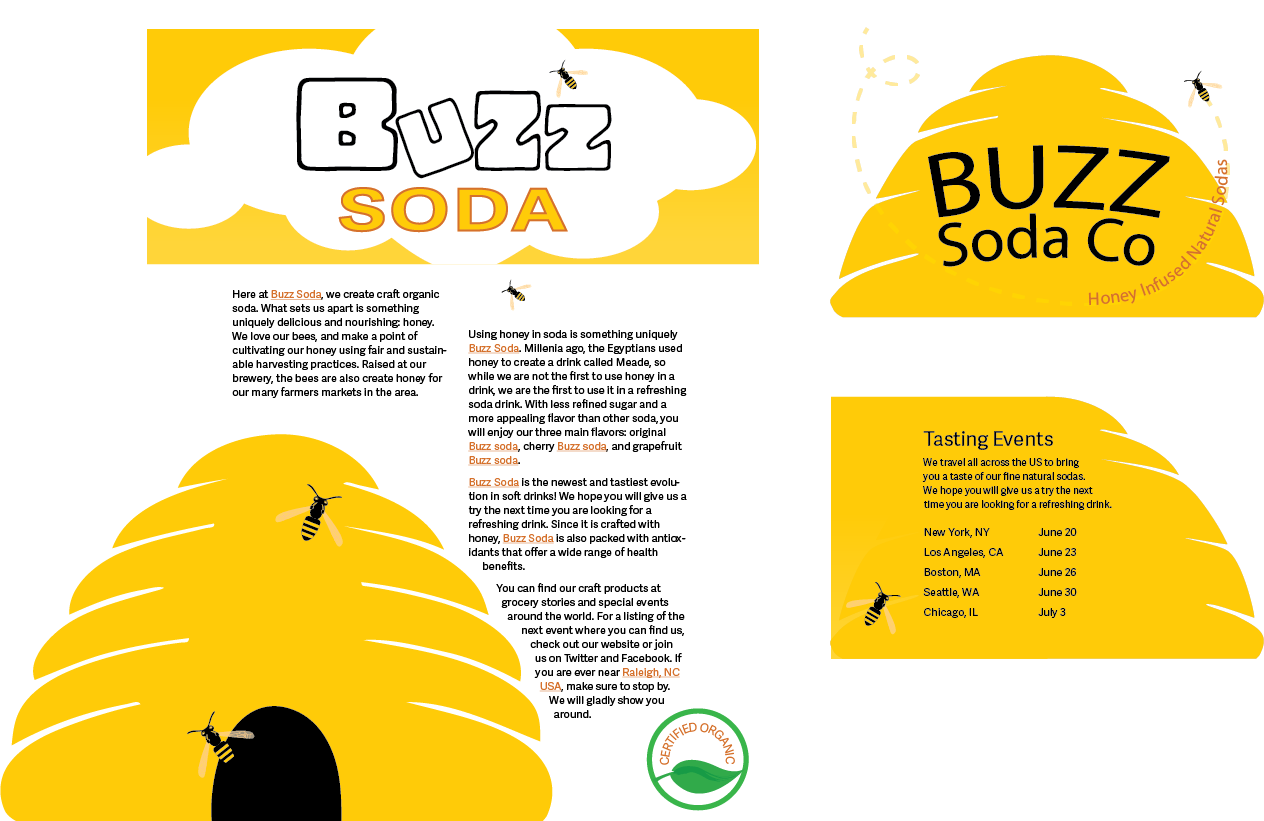 BUZZ
SODA
Here at Buzz Soda, we create craft organic
soda. What sets us apart is something
uniquely delicious and nourishing: honey.
We love our bees, and make a point of
cultivating our honey using fair and sustain-
able harvesting practices. Raised at our
brewery, the bees are also create honey for
our many farmers markets in the area.
Using honey in soda is something uniquely
Buzz Soda. Millenia ago, the Egyptians used
honey to create a drink called Meade, so
while we are not the first to use honey in a
drink, we are the first to use it in a refreshing
soda drink. With less refined sugar and a
more appealing flavor than other soda, you
will enjoy our three main flavors: original
Buzz soda, cherry Buzz soda, and grapefruit
Buzz soda.
Buzz Soda is the newest and tastiest evolu-
tion in soft drinks! We hope you will give us a
try the next time you are looking for a
refreshing drink. Since it is crafted with
honey, Buzz Soda is also packed with antiox-
idants that offer a wide range of health
benefits.
You can find our craft products at
grocery stories and special events
around the world. For a listing of the
next event where you can find us,
check out our website or join
us on Twitter and Facebook. If
you are ever near Raleigh, NC
USA, make sure to stop by.
We will gladly show you
around.
CERTIFIED ORGANIC
BUZZ
Soda Co
Honey Infused Natural Sodas
Tasting Events
We travel all across the US to bring
you a taste of our fine natural sodas.
We hope you will give us a try the next
time you are looking for a refreshing drink.
New York, NY June 20
Los Angeles, CA June 23
Boston, MA June 26
Seattle, WA June 30
Chicago, IL July 3